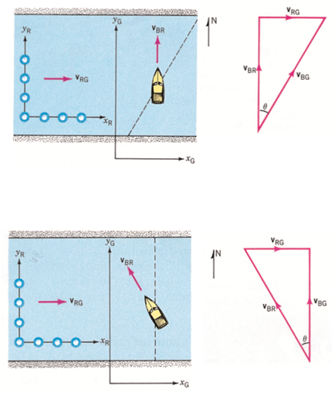 y_R
y_G
v_BR
N
v_RG
x_R
x_G
v_RG
v_BR
v_BG
θ
y_R
y_G
v_BR
N
v_RG
x_R
x_G
v_RG
v_BR
v_BG
θ